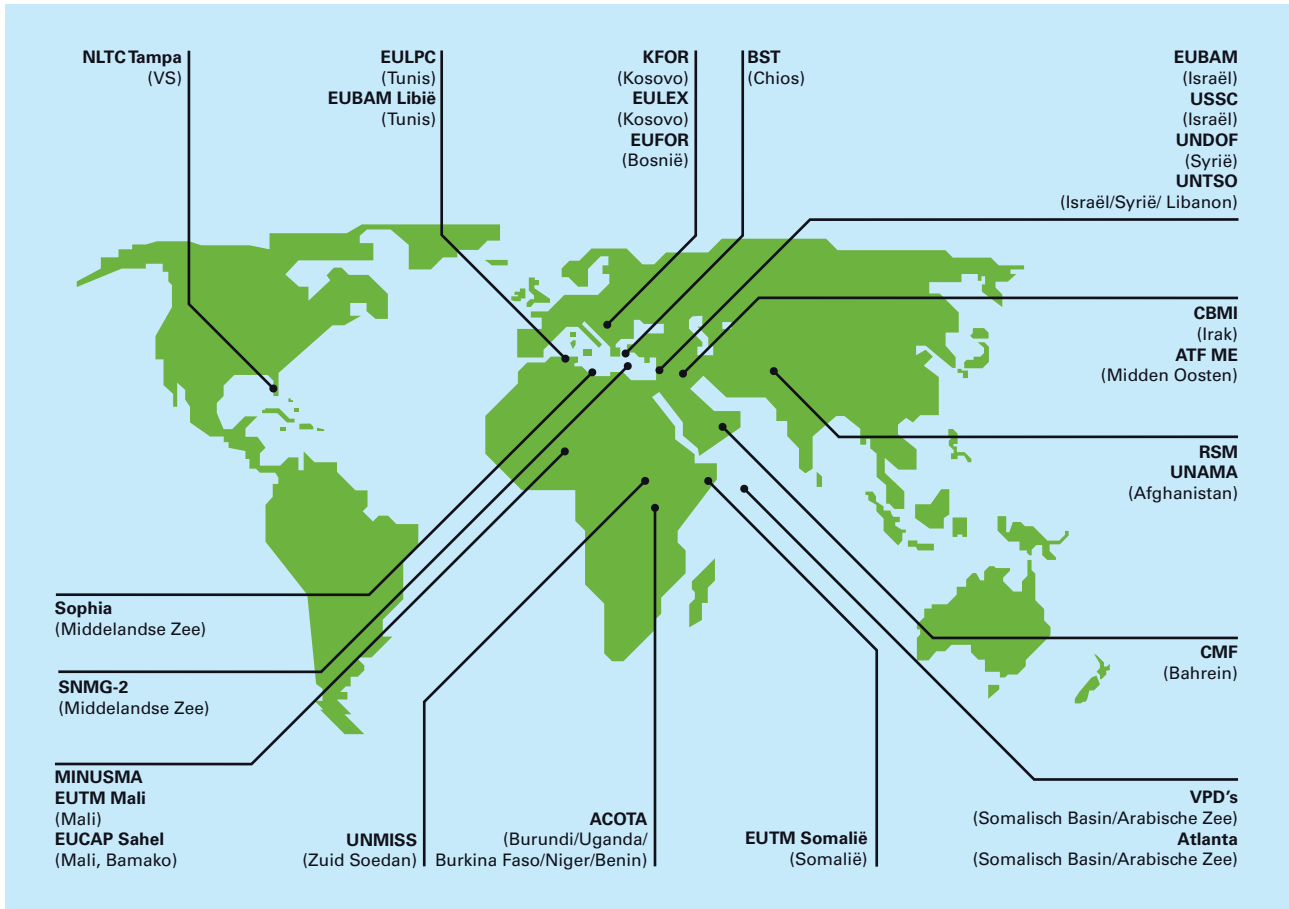 NLTC Tampa
(VS)
EULPC
(Tunis)
EUBAM Libië
(Tunis)
KFOR
(Kosovo)
EULEX
(Kosovo)
EUFOR
(Bosnië)
BST
(Chios)
EUBAM
(Israël)
USSC
(Israël)
UNDOF
(Syrië)
UNTSO
(Israël/Syrië/ Libanon)
CBMI
(Irak)
ATF ME
(Midden Oosten)
RSM
UNAMA
(Afghanistan)
Sophia
(Middelandse Zee)
CMF
(Bahrein)
SNMG-2
(Middelandse Zee)
MINUSMA
EUTM Mali
(Mali)
EUCAP Sahel
(Mali, Bamako)
UNMISS
(Zuid Soedan)
ACOTA
(Burundi/Uganda/
Burkina Faso/Niger/Benin)
EUTM Somalië
(Somalië)
VPD's
(Somalisch Basin/Arabische Zee)
Atlanta
(Somalisch Basin/Arabische Zee)